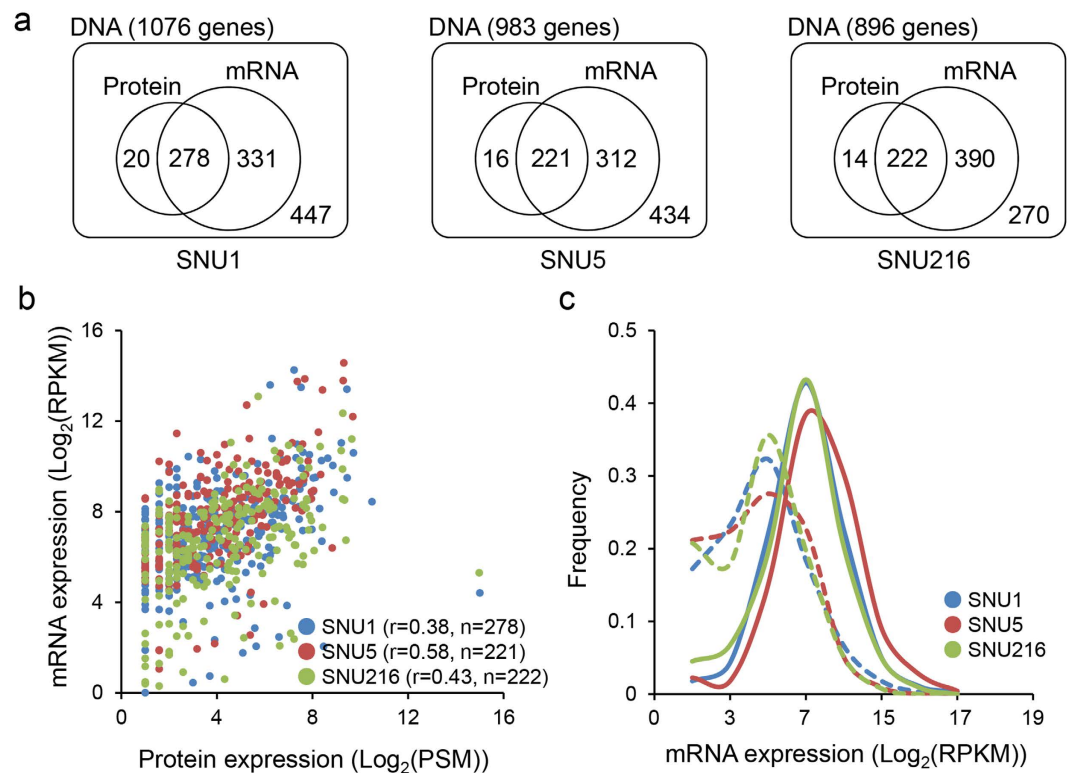 a
DNA (1076 genes)
Protein
mRNA
20
278
331
447
SNU1
DNA (983 genes)
Protein
mRNA
16
221
312
434
SNU5
DNA (896 genes)
Protein
mRNA
14
222
390
270
SNU216
b
mRNA expression (Log2(RPKM))
16
12
8
4
0
0
4
8
12
16
SNU1 (r=0.38, n=278)
SNU5 (r=0.58, n=221)
SNU216 (r=0.43, n=222)
Protein expression (Log2(PSM))
c
Frequency
0.5
0.4
0.3
0.2
0.1
0
0
3
7
15
17
19
SNU1
SNU5
SNU216
mRNA expression (Log2(RPKM))